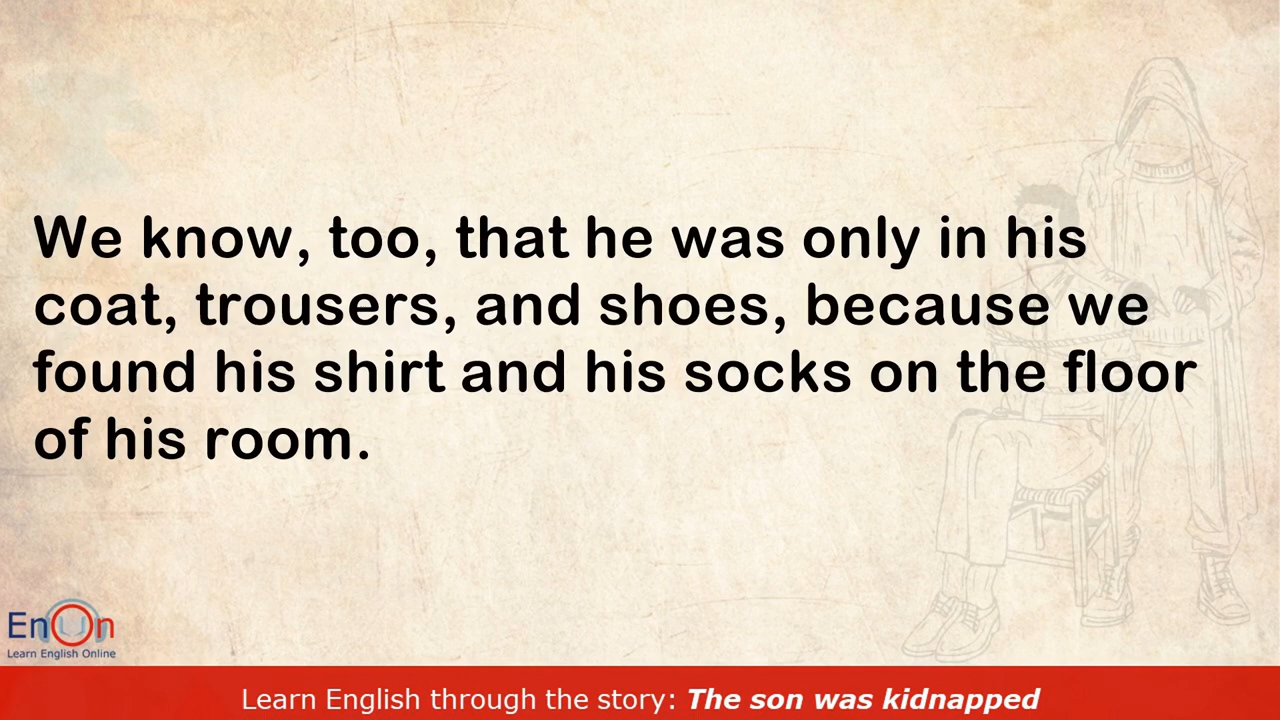 We know, too, that he was only in his
coat, trousers, and shoes, because we
found his shirt and his socks on the floor
of his room.
EnOn
Learn English Online
Learn English through the story: The son was kidnapped